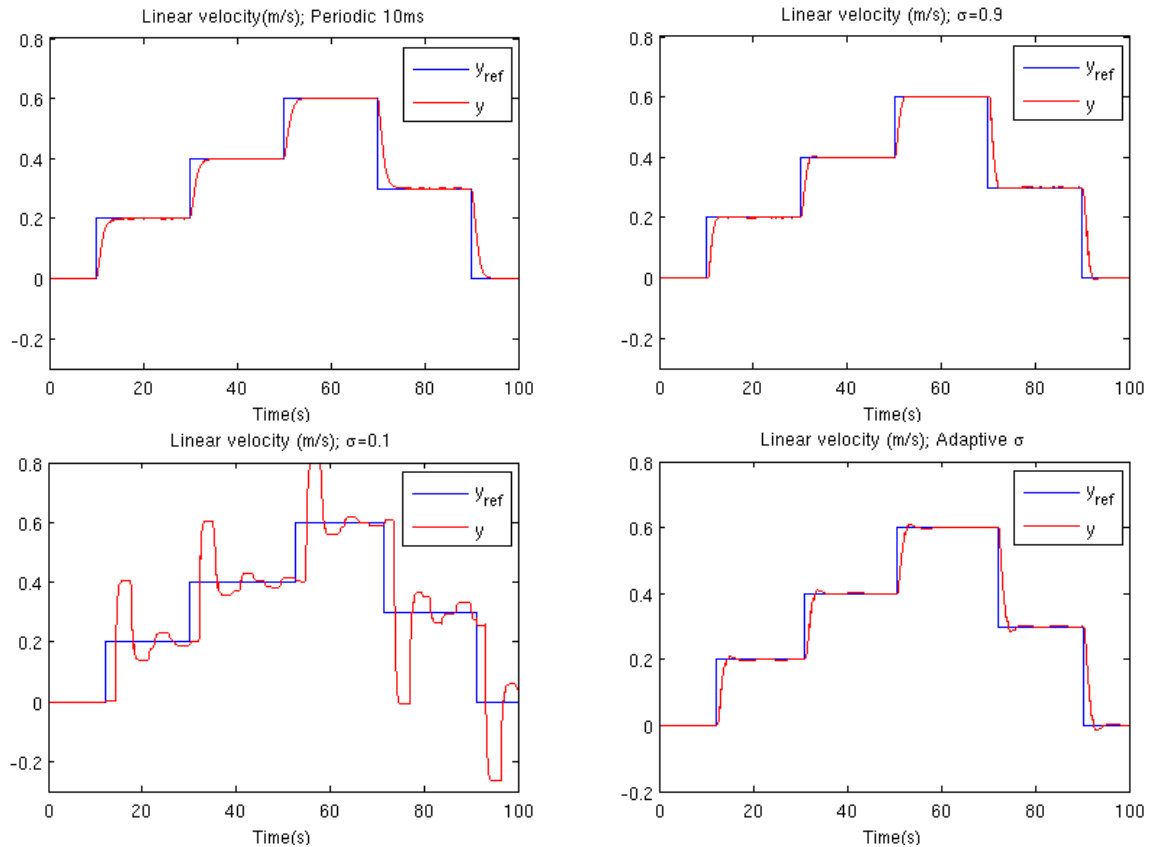 Linear velocity(m/s); Periodic 10ms
0.8
0.6
0.4
0.2
0
-0.2
0 20 40 60 80 100
Time(s)
y_ref
y
Linear velocity (m/s); σ=0.9
0.8
0.6
0.4
0.2
0
-0.2
0 20 40 60 80 100
Time(s)
y_ref
y
Linear velocity (m/s); σ=0.1
0.8
0.6
0.4
0.2
0
-0.2
0 20 40 60 80 100
Time(s)
y_ref
y
Linear velocity (m/s); Adaptive σ
0.8
0.6
0.4
0.2
0
-0.2
0 20 40 60 80 100
Time(s)
y_ref
y